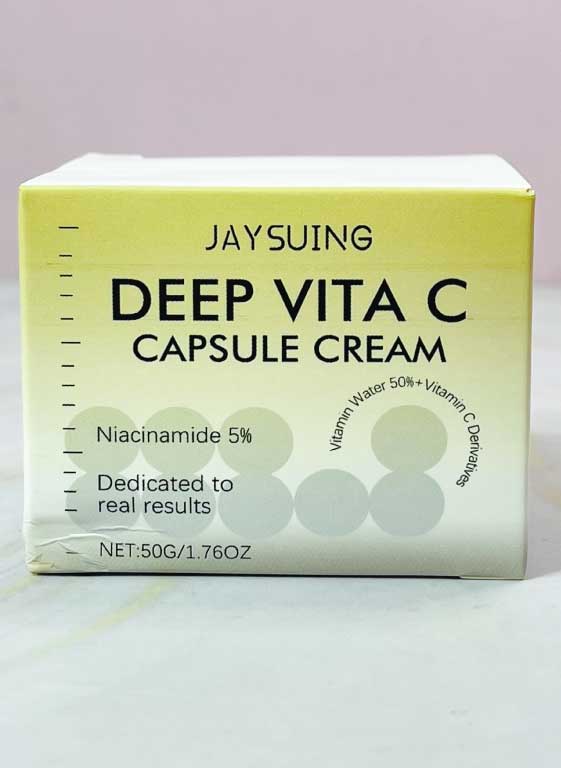 JAYSUING
DEEP VITA C
CAPSULE CREAM
Vitamin Water 50%+Vitamin C Derivatives
Niacinamide 5%
Dedicated to
real results
NET:50G/1.76OZ